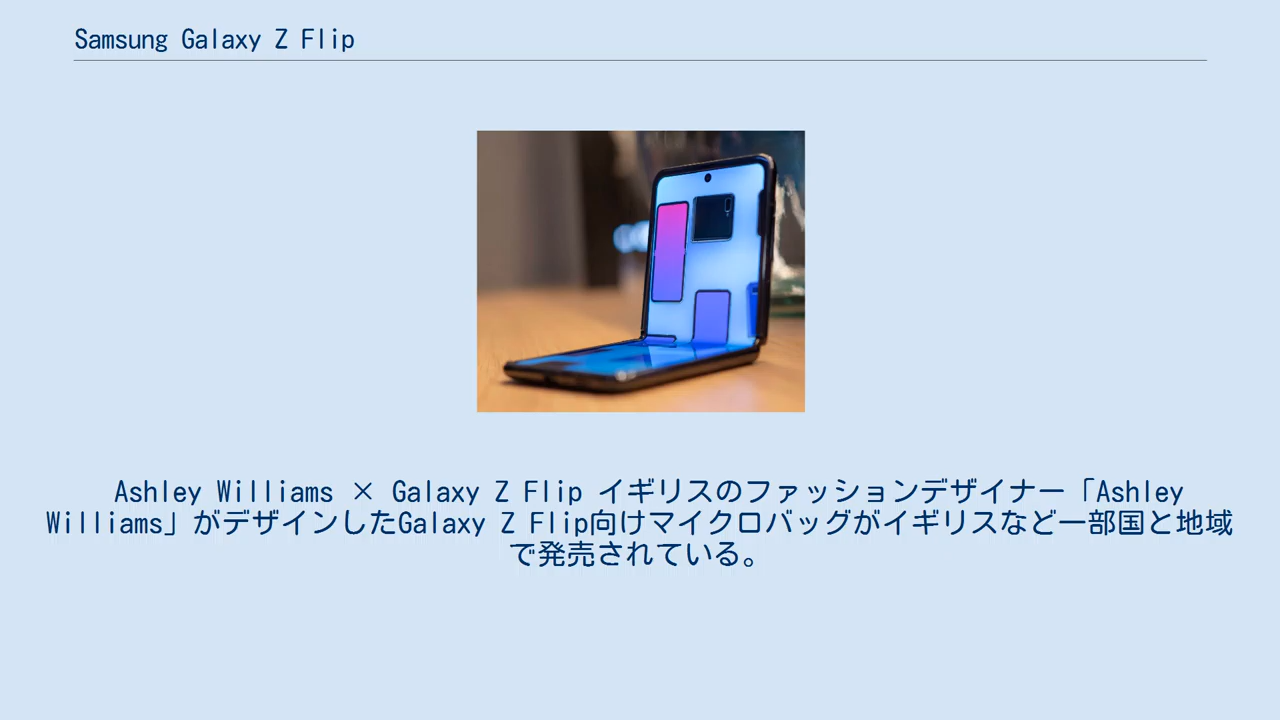 Samsung Galaxy Z Flip
Ashley Williams × Galaxy Z Flip イギリスのファッションデザイナー「Ashley
Williams」がデザインしたGalaxy Z Flip向けマイクロバッグがイギリスなど一部国と地域
で発売されている。